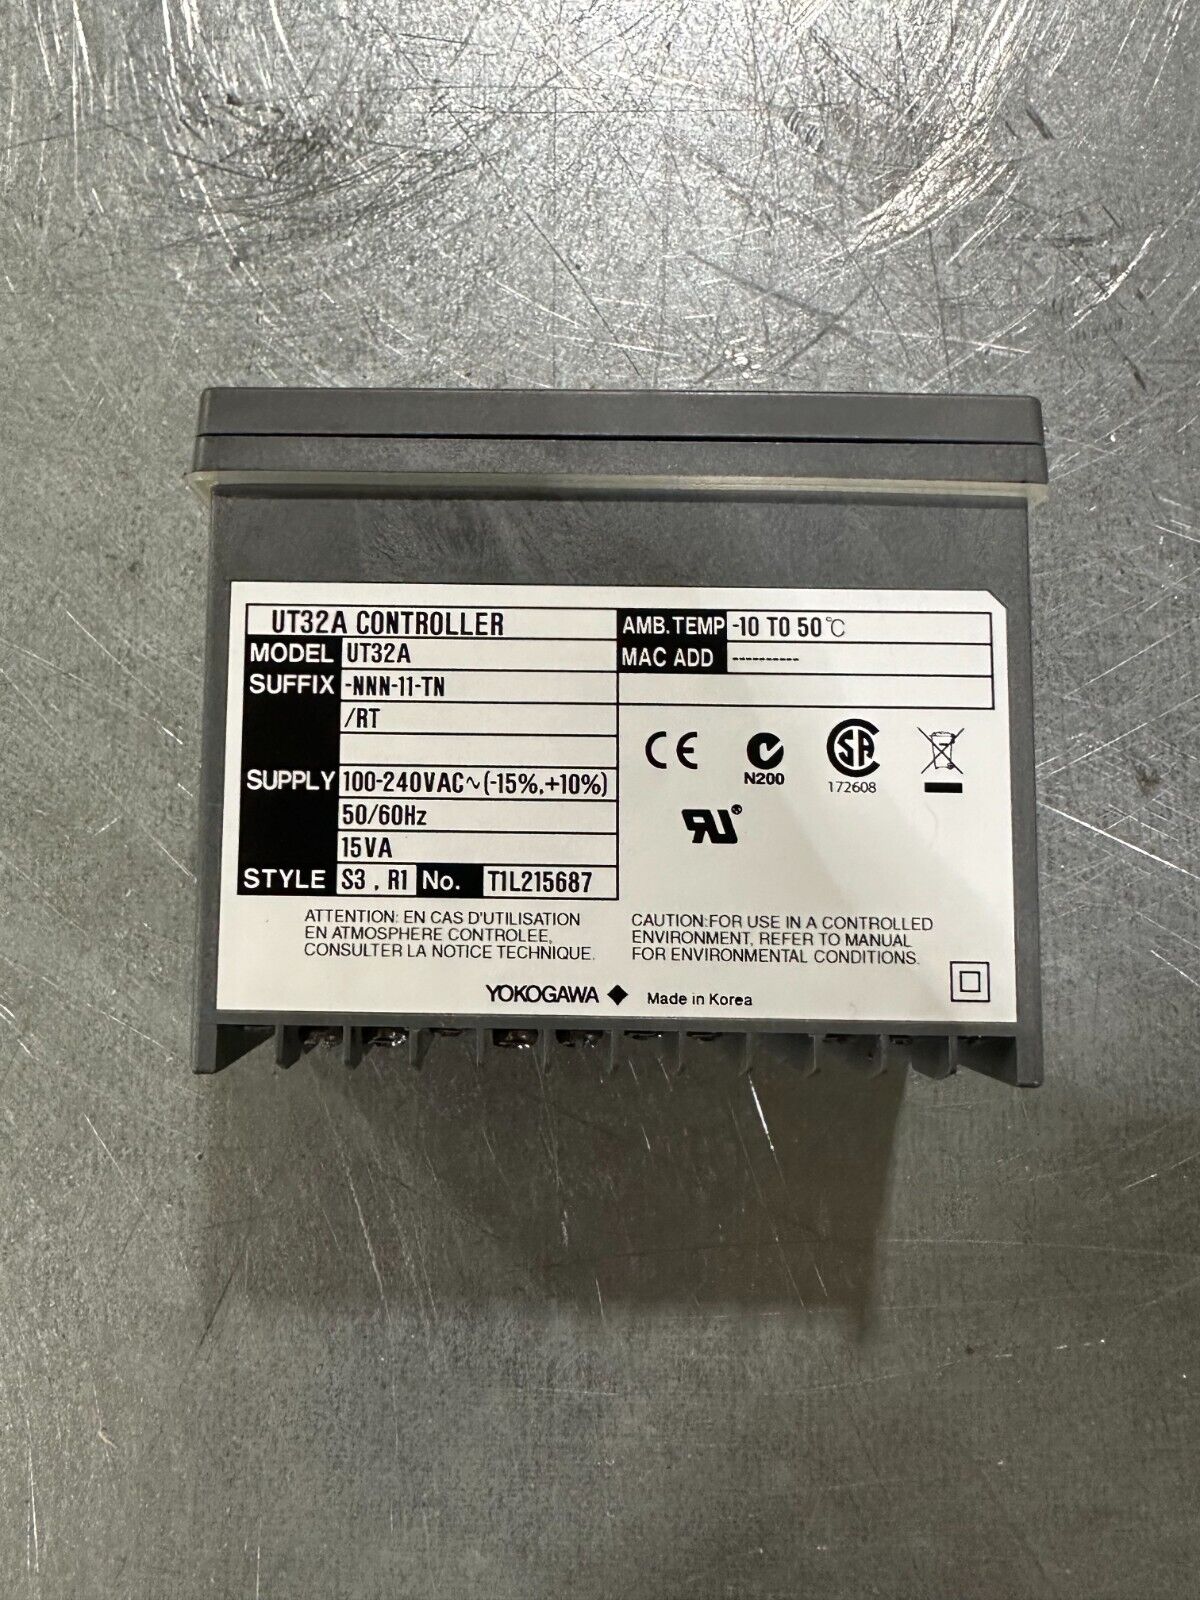 UT32A CONTROLLER
MODEL UT32A
SUFFIX -NNN-11-TN
/RT
SUPPLY 100-240VAC∼(-15%,+10%)
50/60Hz
15VA
STYLE S3 , R1 No. T1L215687
AMB.TEMP -10 TO 50℃
MAC ADD ----------
CE
N200
SA
172608
RU®
ATTENTION: EN CAS D'UTILISATION
EN ATMOSPHERE CONTROLEE,
CONSULTER LA NOTICE TECHNIQUE.
CAUTION:FOR USE IN A CONTROLLED
ENVIRONMENT, REFER TO MANUAL
FOR ENVIRONMENTAL CONDITIONS.
YOKOGAWA ◆ Made in Korea